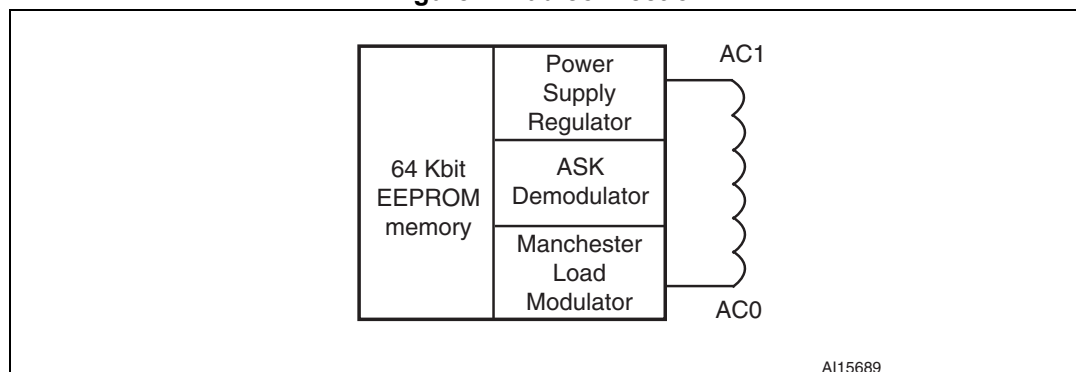 AC1
Power
Supply
Regulator
64 Kbit
EEPROM
memory
ASK
Demodulator
Manchester
Load
Modulator
AC0
AI15689